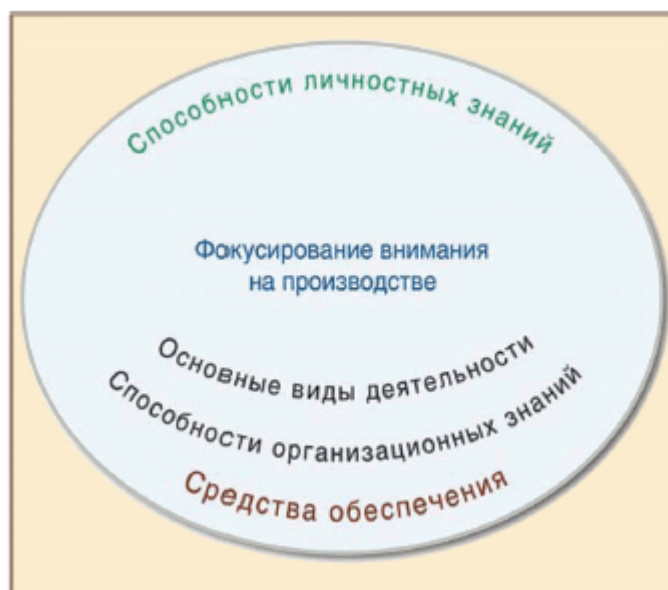 Способности личностных знаний
Фокусирование внимания
на производстве
Основные виды деятельности
Способности организационных знаний
Средства обеспечения